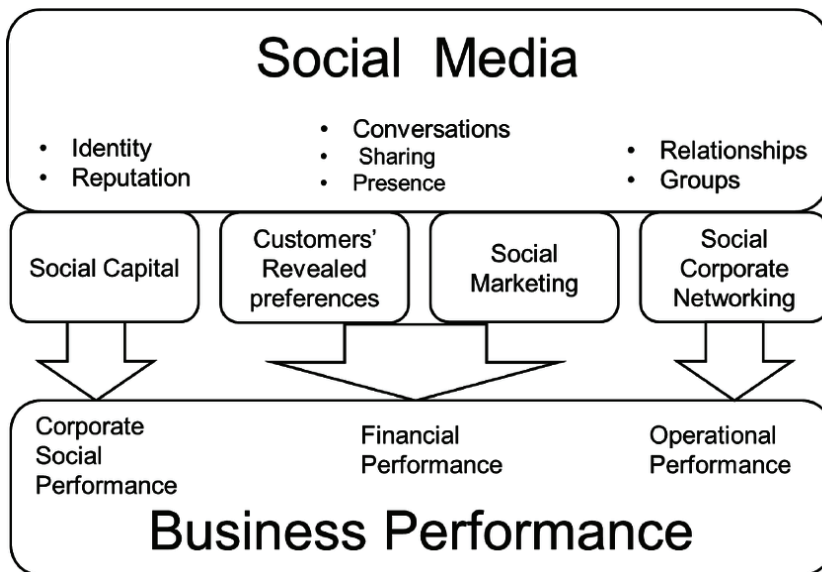 Social Media
• Identity
• Reputation
• Conversations
• Sharing
• Presence
• Relationships
• Groups
Social Capital
Customers'
Revealed
preferences
Social
Marketing
Social
Corporate
Networking
Corporate
Social
Performance
Financial
Performance
Operational
Performance
Business Performance